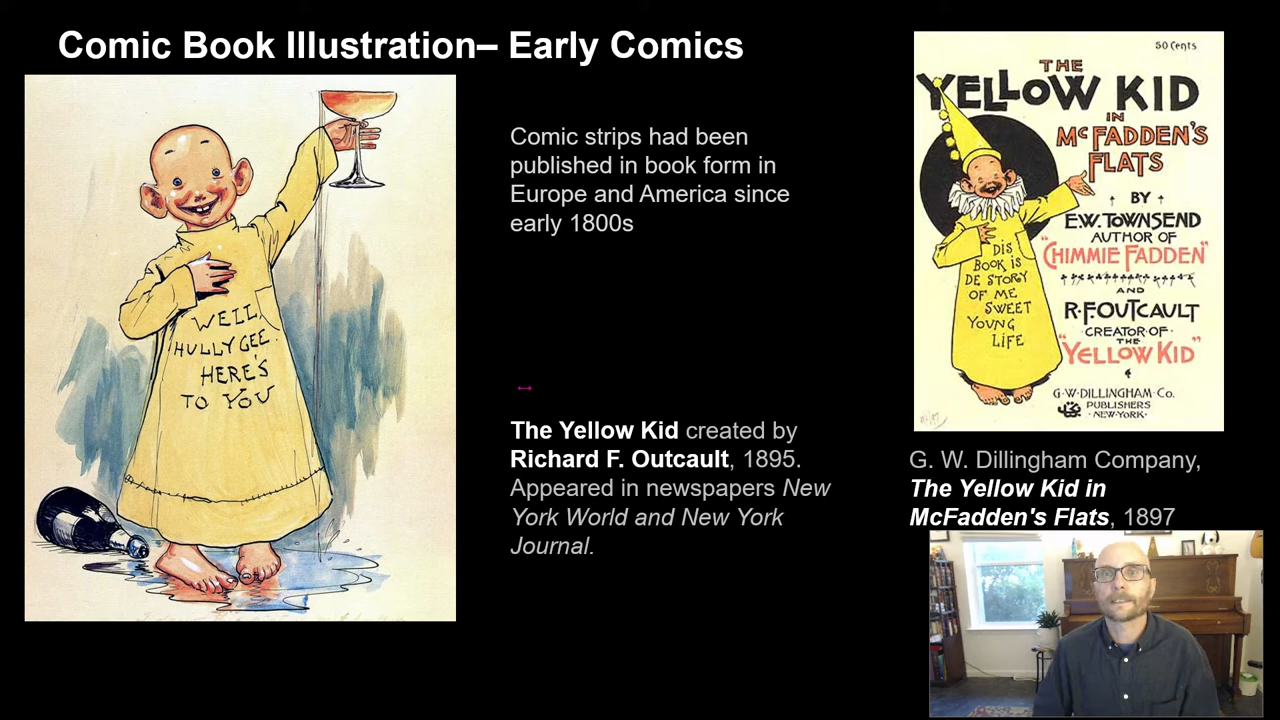 Comic Book Illustration– Early Comics
WELL,
HULLY GEE
HERE'S
TO YOU
Comic strips had been
published in book form in
Europe and America since
early 1800s
The Yellow Kid created by
Richard F. Outcault, 1895.
Appeared in newspapers New
York World and New York
Journal.
50 Cents
THE
YELLOW KID
IN
McFADDEN'S
FLATS
BY
E.W. TOWNSEND
AUTHOR OF
"CHIMMIE FADDEN"
AND
R.F. OUTCAULT
CREATOR OF
THE
"YELLOW KID"
G.W. DILLINGHAM Co.
PUBLISHERS
NEW-YORK.
DIS
BOOK IS
DE STORY
OF ME
SWEET
YOUNG
LIFE
G. W. Dillingham Company,
The Yellow Kid in
McFadden's Flats, 1897